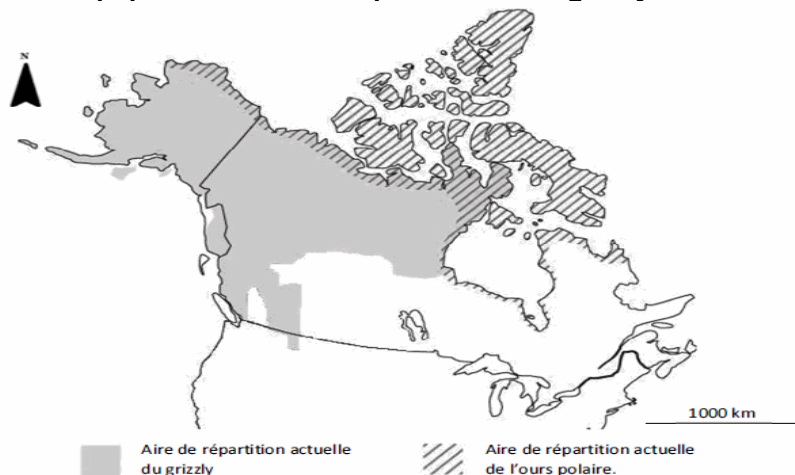 N
1000 km
Aire de répartition actuelle
du grizzly
Aire de répartition actuelle
de l'ours polaire.